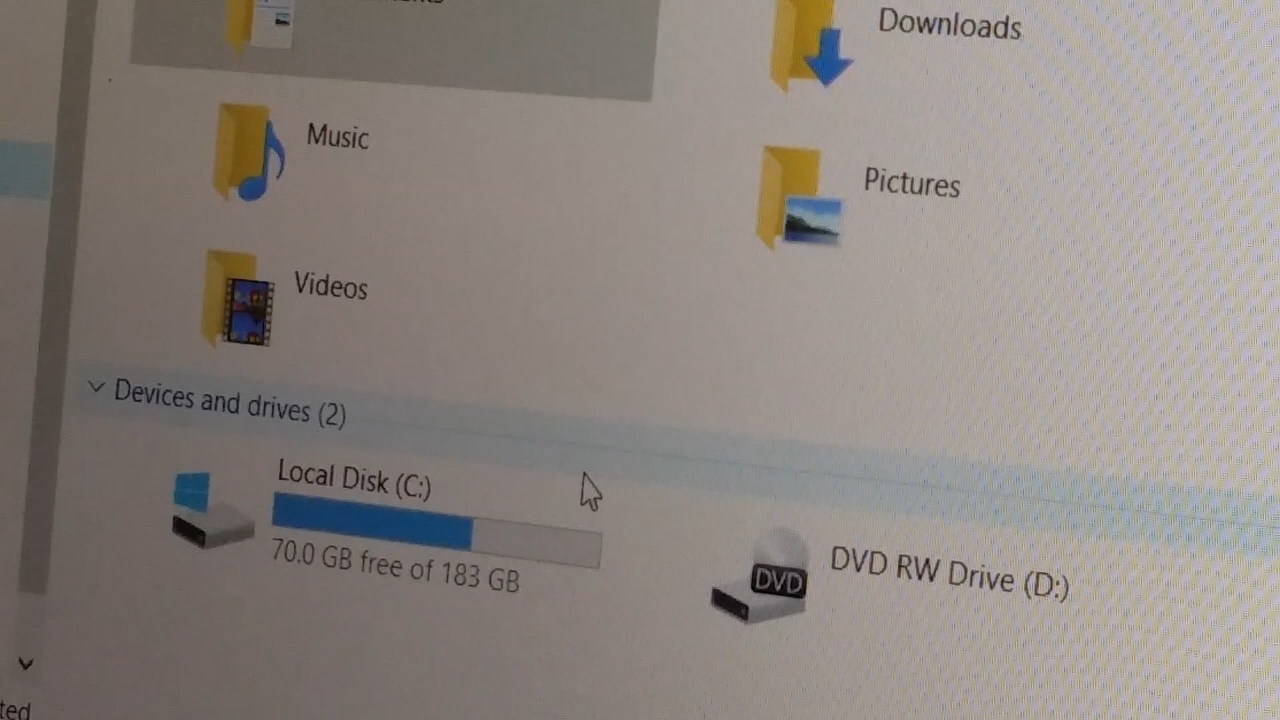 Downloads
Music
Pictures
Videos
Devices and drives (2)
Local Disk (C:)
70.0 GB free of 183 GB
DVD
DVD RW Drive (D:)